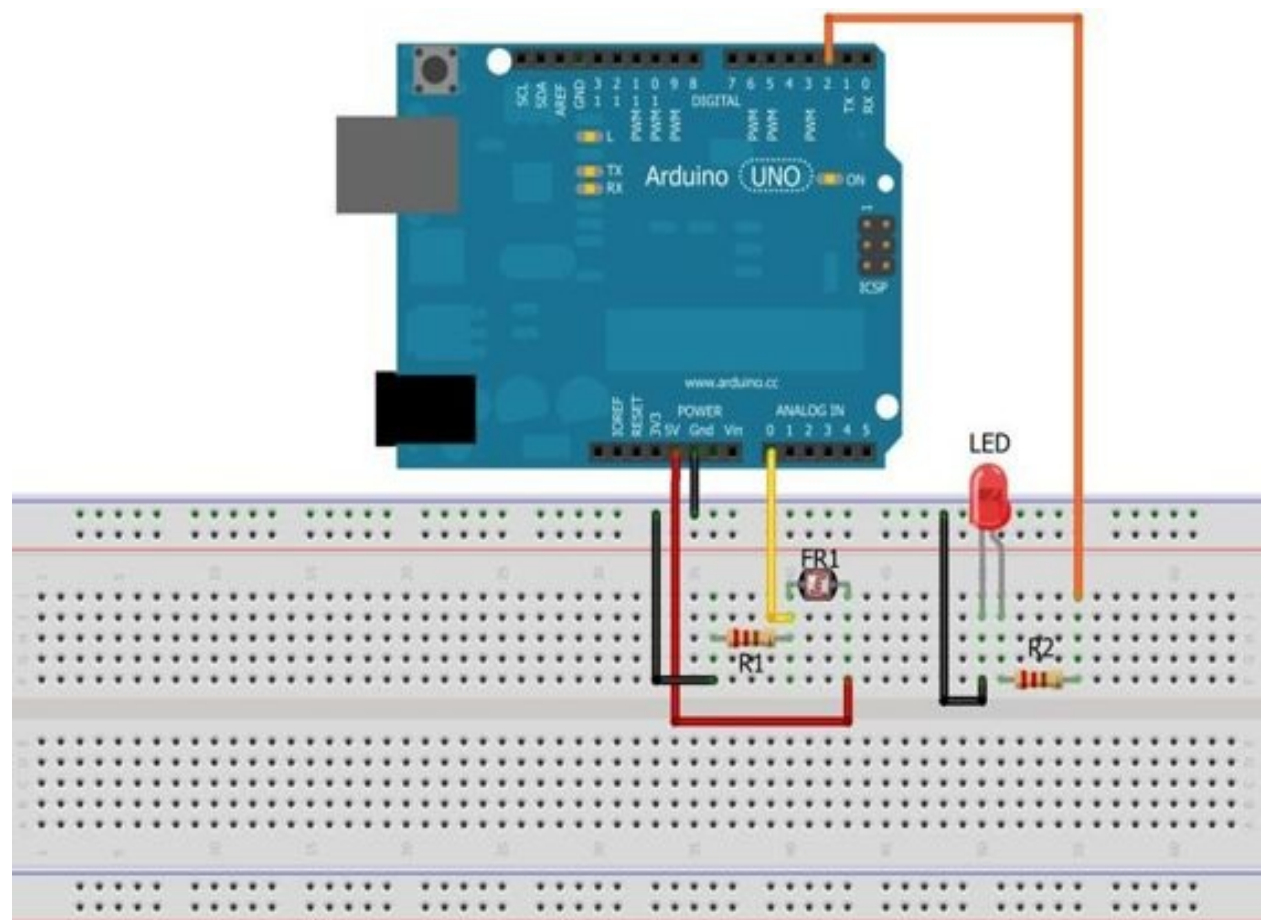 SCL
SDA
AREF
GND
13
12
11
10
9
8
7
6
5
4
3
2
1
0
PWM
PWM
PWM
DIGITAL
PWM
PWM
PWM
TX
RX
L
TX
RX
Arduino UNO
ON
1
ICSP
www.arduino.cc
IOREF
RESET
3V3
POWER
5V Gnd Vin
ANALOG IN
0 1 2 3 4 5
LED
FR1
R1
R2